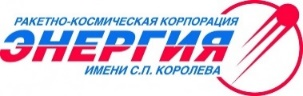 РАКЕТНО-КОСМИЧЕСКАЯ КОРПОРАЦИЯ
ЭНЕРГИЯ
ИМЕНИ С.П. КОРОЛЕВА